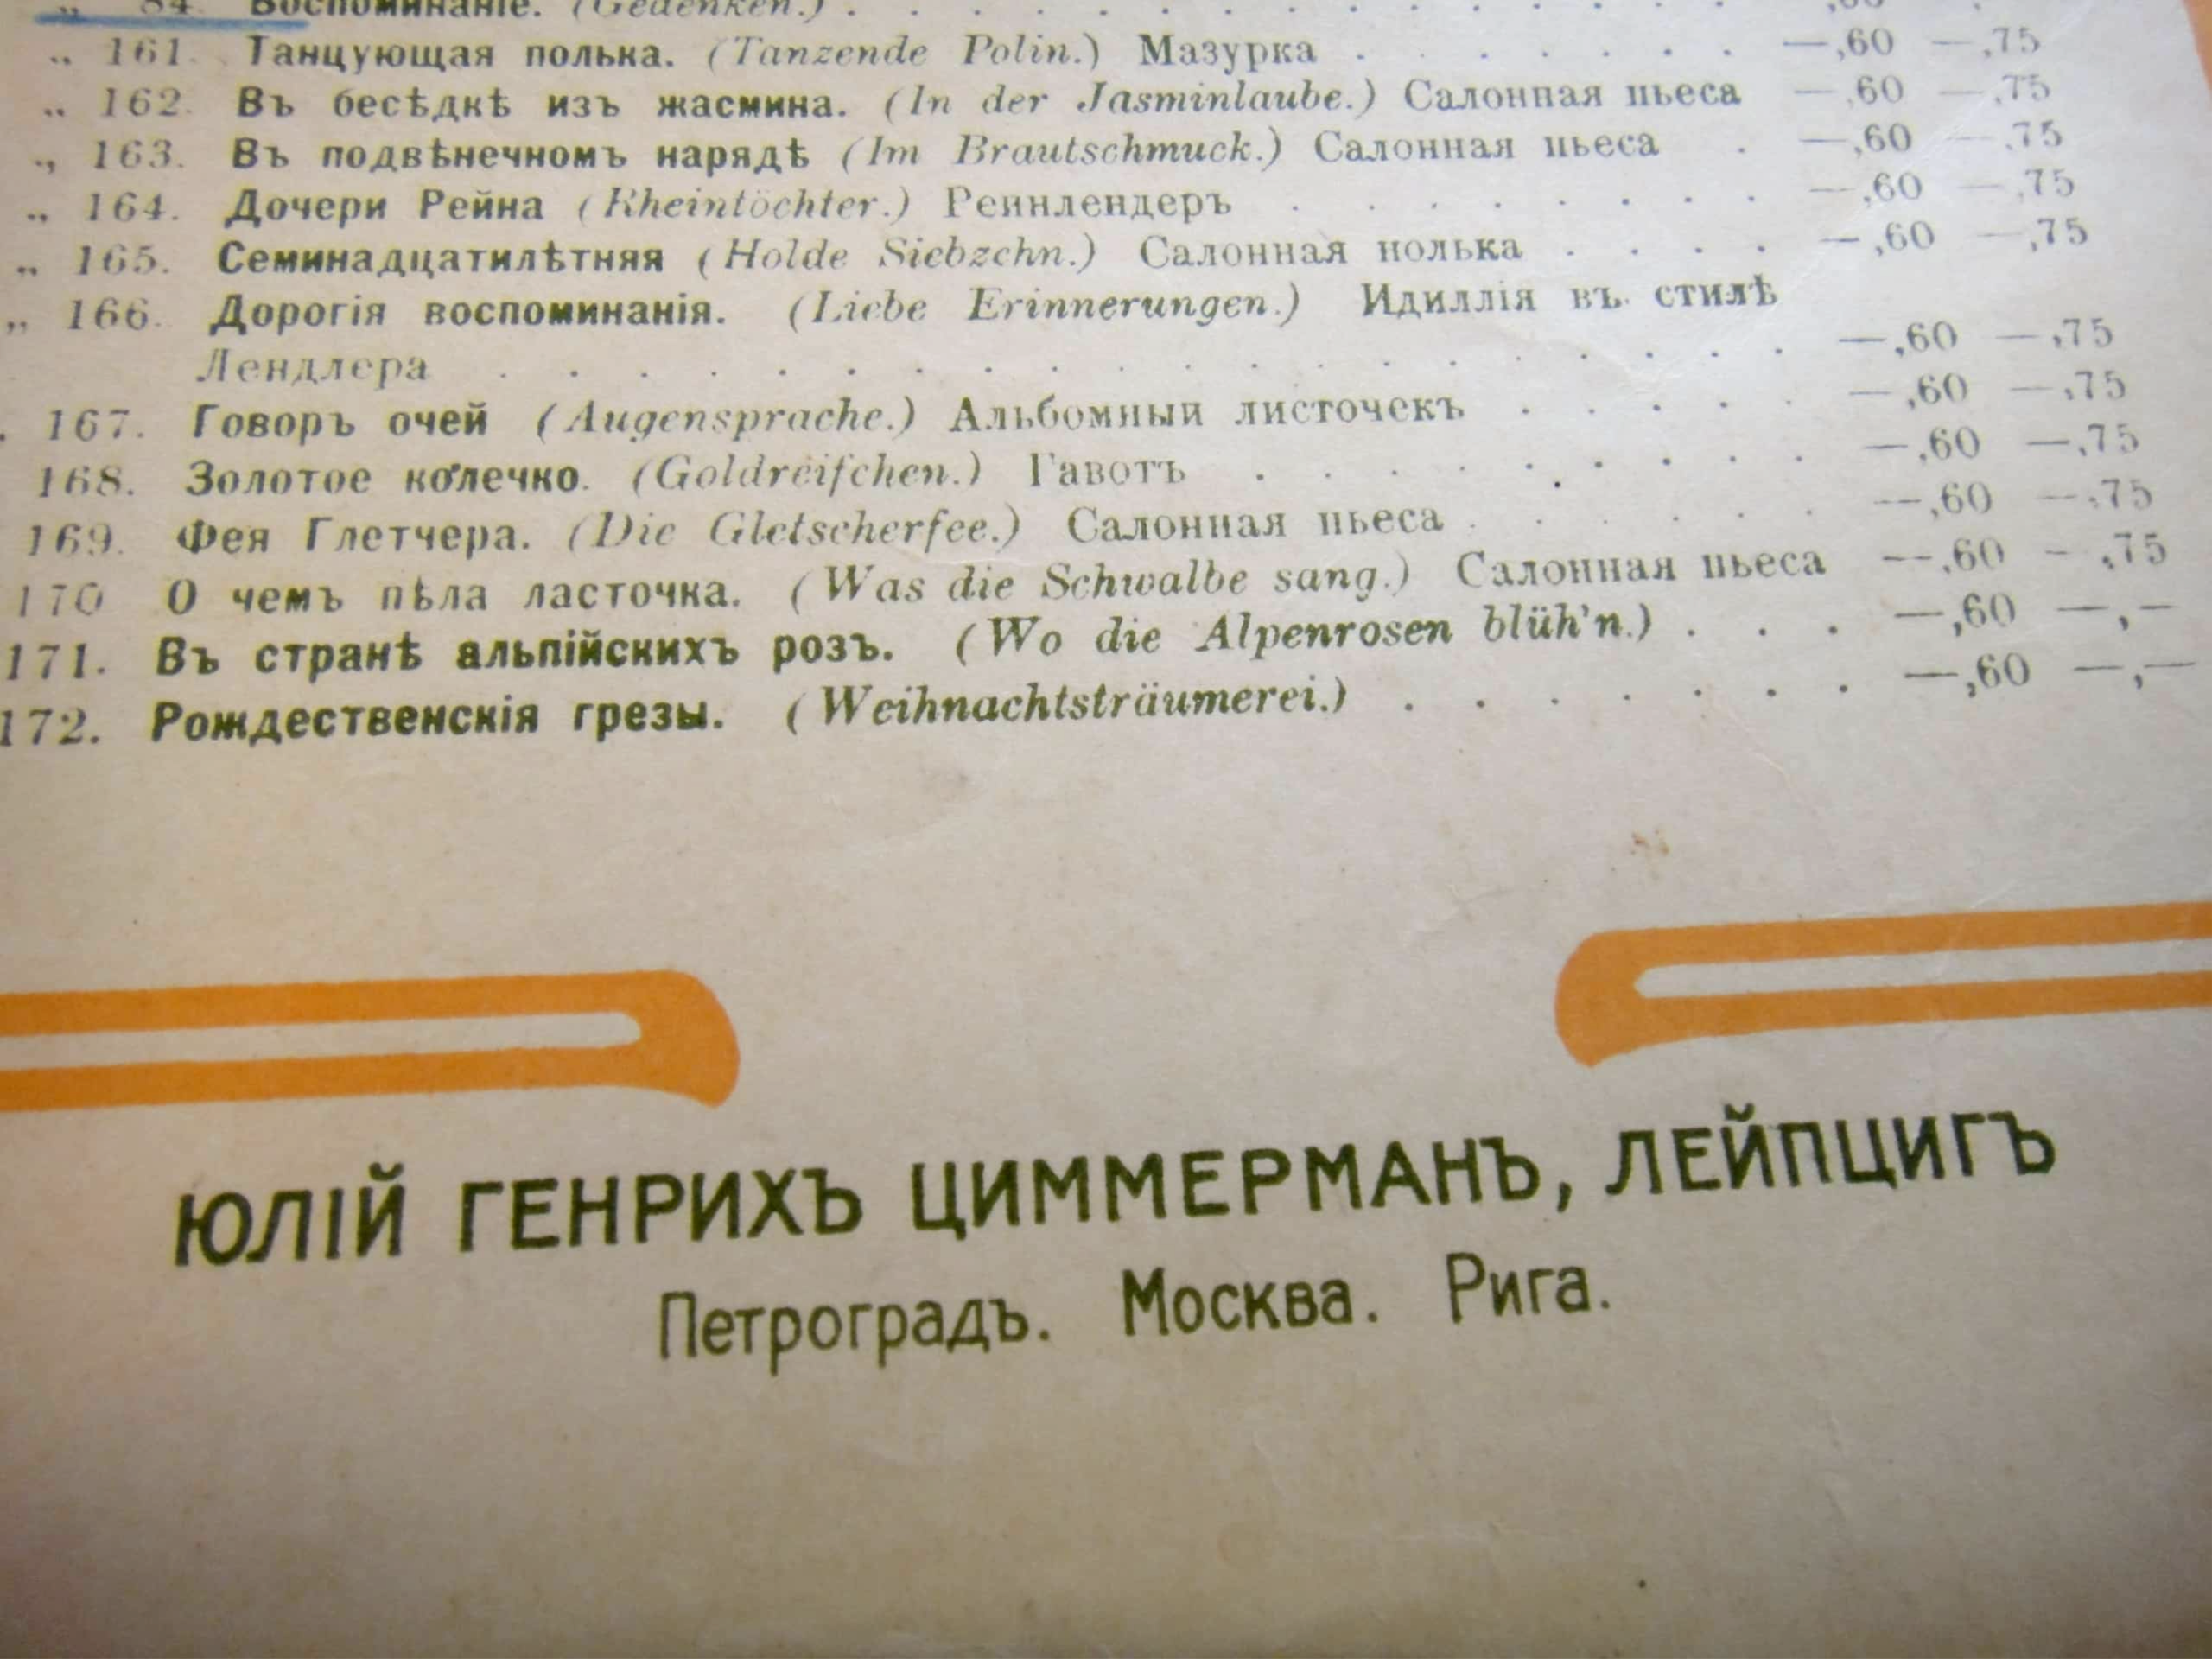 „ 84. Воспоминаніе. (Gedenken.) . . . . . . . . . . . . . .
„ 161. Танцующая полька. (Tanzende Polin.) Мазурка . . . . . . —,60 —,75
„ 162. Въ бесѣдкѣ изъ жасмина. (In der Jasminlaube.) Салонная пьеса —,60 —,75
„ 163. Въ подвѣнечномъ нарядѣ (Im Brautschmuck.) Салонная пьеса . —,60 —,75
„ 164. Дочери Рейна (Rheintöchter.) Рейнлендеръ . . . . . . . —,60 —,75
„ 165. Семинадцатилѣтняя (Holde Siebzehn.) Салонная полька . . . . —,60 —,75
„ 166. Дорогія воспоминанія. (Liebe Erinnerungen.) Идиллія въ стилѣ
Лендлера . . . . . . . . . . . . . . . . . . . —,60 —,75
. 167. Говоръ очей (Augensprache.) Альбомный листочекъ . . . . . —,60 —,75
168. Золотое колечко. (Goldreifchen.) Гавотъ . . . . . . . . . —,60 —,75
169. Фея Глетчера. (Die Gletscherfee.) Салонная пьеса . . . . . . —,60 —,75
170 О чемъ пѣла ласточка. (Was die Schwalbe sang.) Салонная пьеса —,60 —,75
171. Въ странѣ альпійскихъ розъ. (Wo die Alpenrosen blüh'n.) . . . —,60 —,—
172. Рождественскія грезы. (Weihnachtsträumerei.) . . . . . . . —,60 —,—
ЮЛІЙ ГЕНРИХЪ ЦИММЕРМАНЪ, ЛЕЙПЦИГЪ
Петроградъ. Москва. Рига.